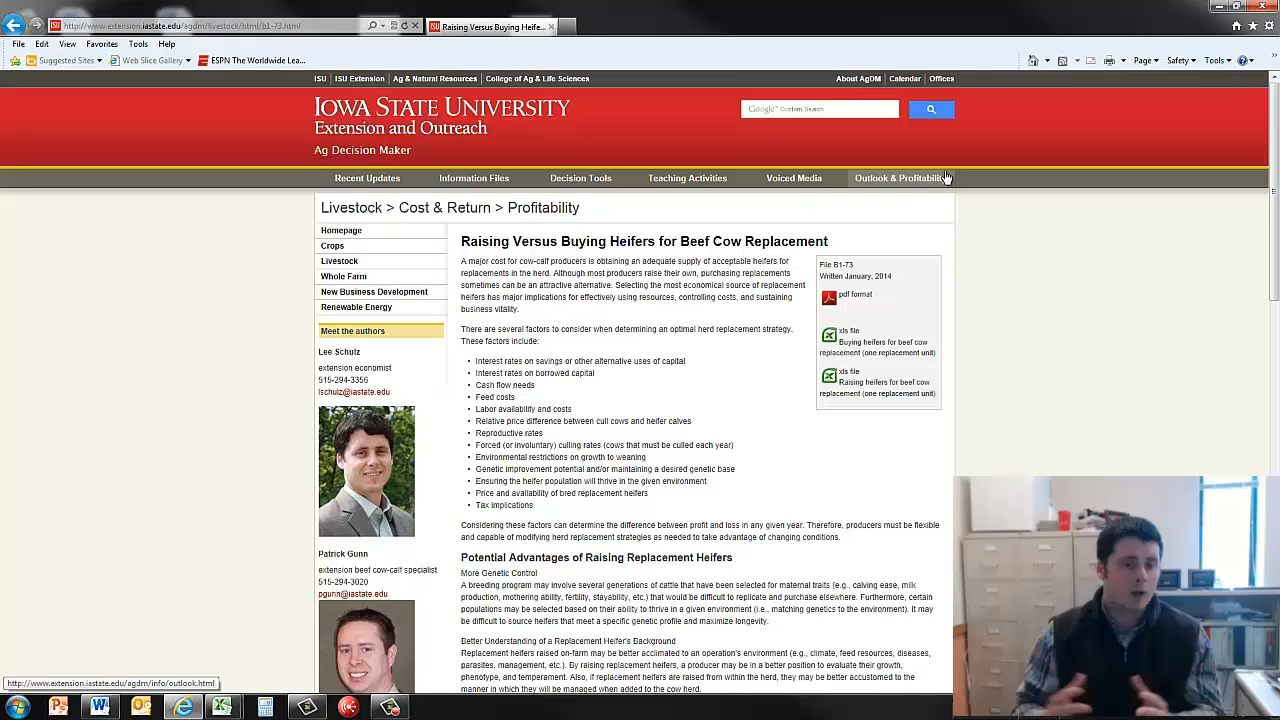 http://www.extension.iastate.edu/agdm/livestock/html/b1-73.html
Raising Versus Buying Heife...
File Edit View Favorites Tools Help
Suggested Sites Web Slice Gallery ESPN The Worldwide Lea...
Page Safety Tools
ISU ISU Extension Ag & Natural Resources College of Ag & Life Sciences About AgDM Calendar Offices
IOWA STATE UNIVERSITY
Extension and Outreach
Ag Decision Maker
Google™ Custom Search
Recent Updates Information Files Decision Tools Teaching Activities Voiced Media Outlook & Profitability
Livestock > Cost & Return > Profitability
Homepage
Crops
Livestock
Whole Farm
New Business Development
Renewable Energy
Meet the authors
Lee Schulz
extension economist
515-294-3356
lschulz@iastate.edu
Patrick Gunn
extension beef cow-calf specialist
515-294-3020
pgunn@iastate.edu
Raising Versus Buying Heifers for Beef Cow Replacement
A major cost for cow-calf producers is obtaining an adequate supply of acceptable heifers for
replacements in the herd. Although most producers raise their own, purchasing replacements
sometimes can be an attractive alternative. Selecting the most economical source of replacement
heifers has major implications for effectively using resources, controlling costs, and sustaining
business vitality.
There are several factors to consider when determining an optimal herd replacement strategy.
These factors include:
• Interest rates on savings or other alternative uses of capital
• Interest rates on borrowed capital
• Cash flow needs
• Feed costs
• Labor availability and costs
• Relative price difference between cull cows and heifer calves
• Reproductive rates
• Forced (or involuntary) culling rates (cows that must be culled each year)
• Environmental restrictions on growth to weaning
• Genetic improvement potential and/or maintaining a desired genetic base
• Ensuring the heifer population will thrive in the given environment
• Price and availability of bred replacement heifers
• Tax implications
Considering these factors can determine the difference between profit and loss in any given year. Therefore, producers must be flexible
and capable of modifying herd replacement strategies as needed to take advantage of changing conditions.
Potential Advantages of Raising Replacement Heifers
More Genetic Control
A breeding program may involve several generations of cattle that have been selected for maternal traits (e.g., calving ease, milk
production, mothering ability, fertility, stayability, etc.) that would be difficult to replicate and purchase elsewhere. Furthermore, certain
populations may be selected based on their ability to thrive in a given environment (i.e., matching genetics to the environment). It may
be difficult to source heifers that meet a specific genetic profile and maximize longevity.
Better Understanding of a Replacement Heifer's Background
Replacement heifers raised on-farm may be better acclimated to an operation's environment (e.g., climate, feed resources, diseases,
parasites, management, etc.). By raising replacement heifers, a producer may be in a better position to evaluate their growth,
phenotype, and temperament. Also, if replacement heifers are raised from within the herd, they may be better accustomed to the
manner in which they will be managed when added to the cow herd.
File B1-73
Written January, 2014
pdf format
xls file
Buying heifers for beef cow
replacement (one replacement unit)
xls file
Raising heifers for beef cow
replacement (one replacement unit)
http://www.extension.iastate.edu/agdm/info/outlook.html